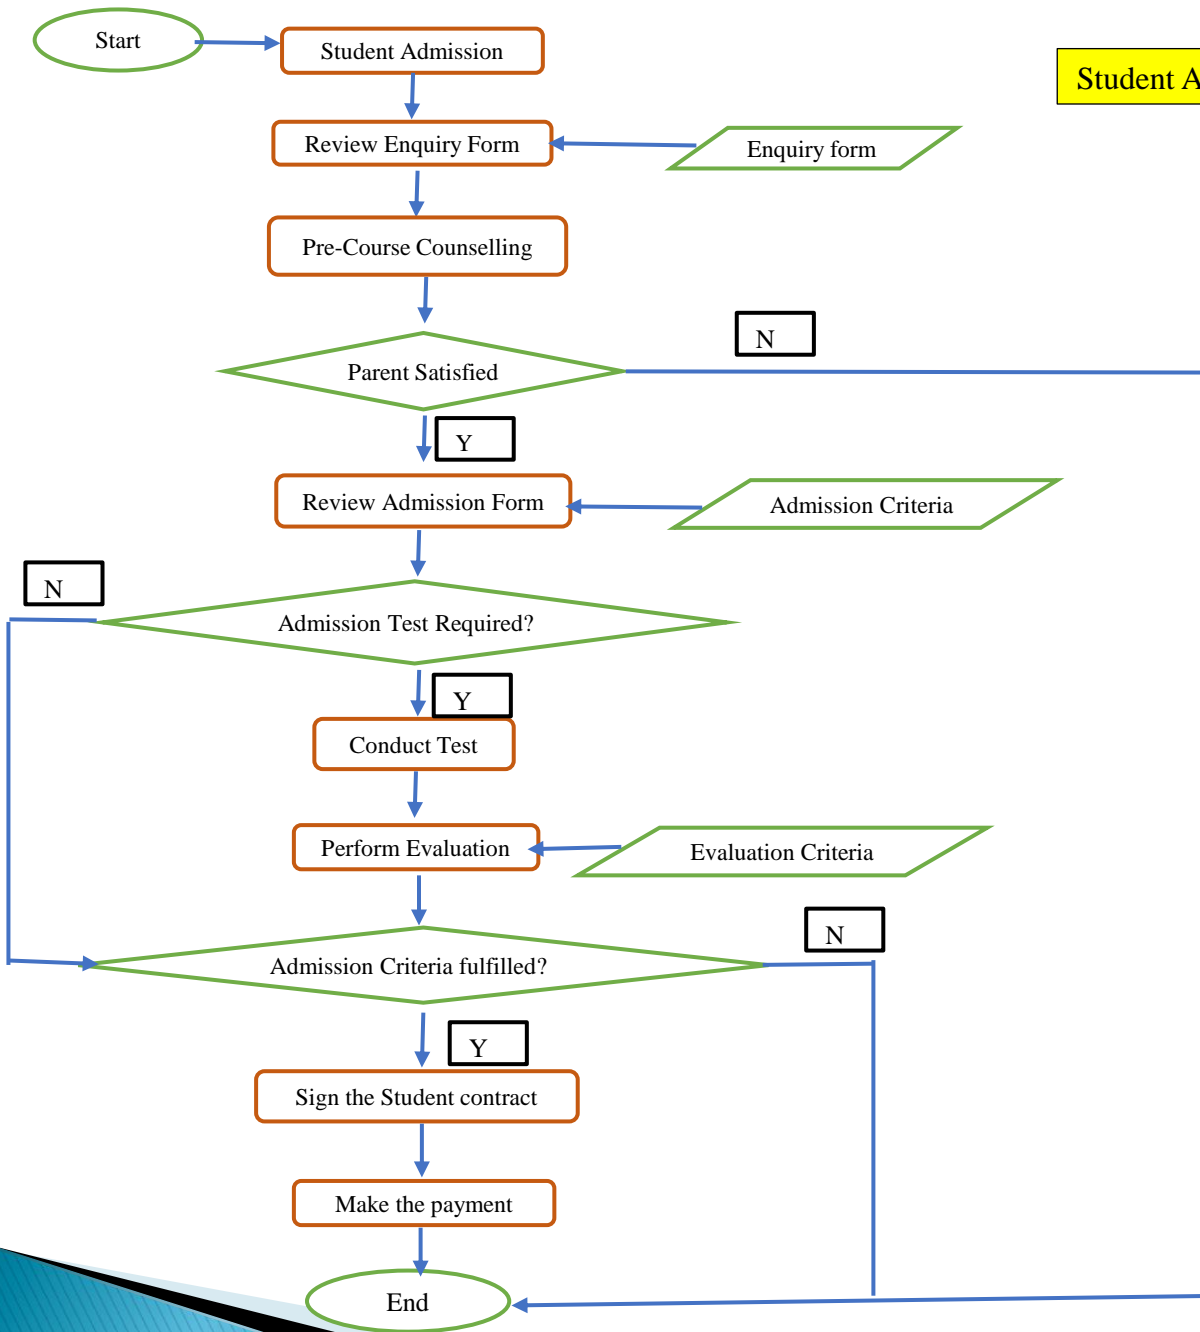 Start
Student Admission
Student A
Review Enquiry Form
Enquiry form
Pre-Course Counselling
N
Parent Satisfied
Y
Review Admission Form
Admission Criteria
N
Admission Test Required?
Y
Conduct Test
Perform Evaluation
Evaluation Criteria
N
Admission Criteria fulfilled?
Y
Sign the Student contract
Make the payment
End